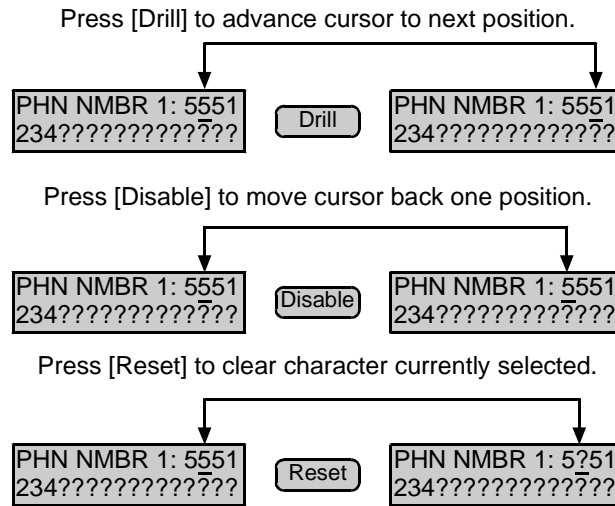 Press [Drill] to advance cursor to next position.
PHN NMBR 1: 5551
234?????????????
Drill
PHN NMBR 1: 5551
234?????????????
Press [Disable] to move cursor back one position.
PHN NMBR 1: 5551
234?????????????
Disable
PHN NMBR 1: 5551
234?????????????
Press [Reset] to clear character currently selected.
PHN NMBR 1: 5551
234?????????????
Reset
PHN NMBR 1: 5?51
234?????????????